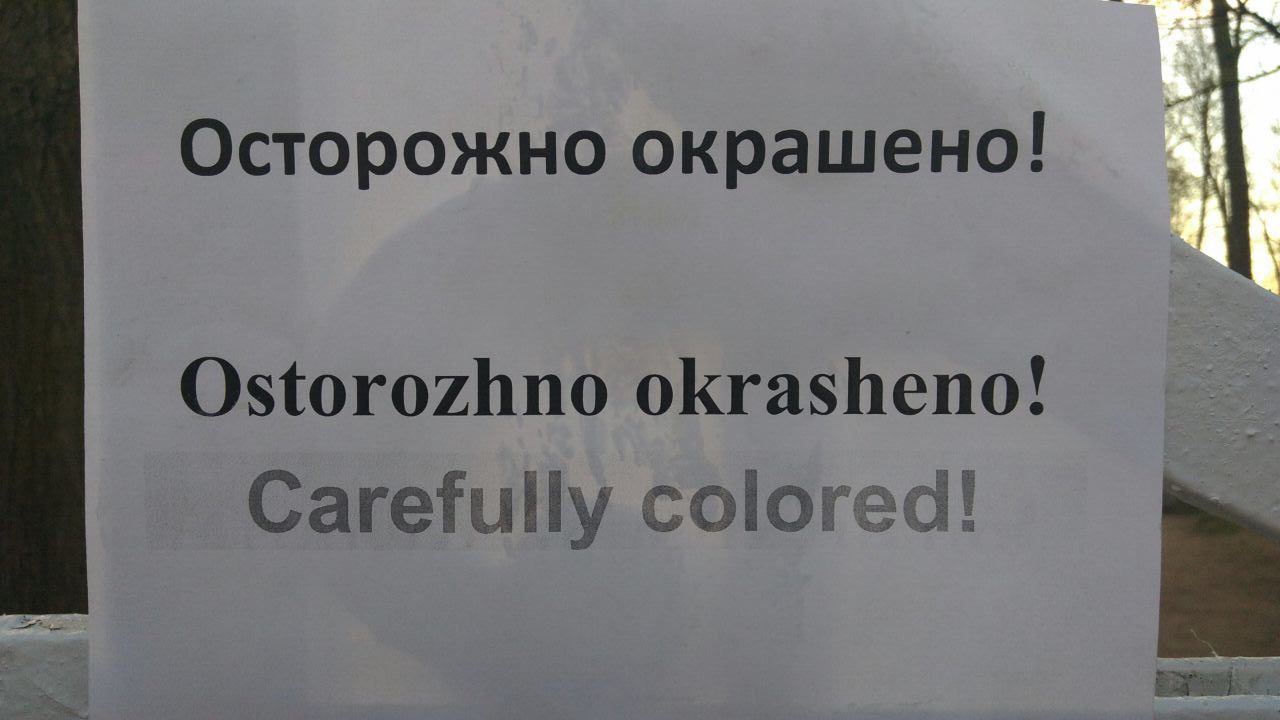 Осторожно окрашено!
Ostorozhno okrasheno!
Carefully colored!